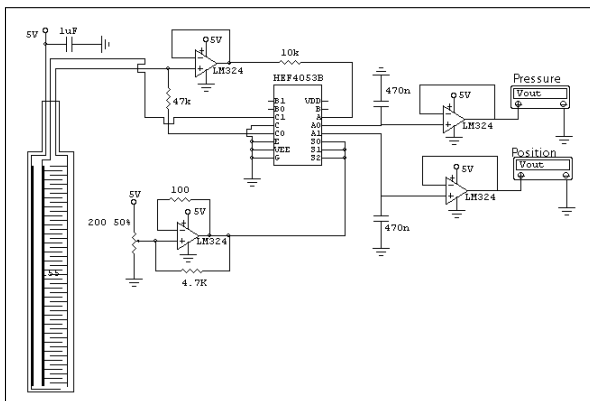 5V
1uF
5V
LM324
10k
HEF4053B
47k
B1
B0
C1
C
C0
E
VEE
G
VDD
B
A
A0
A1
S0
S1
S2
470n
5V
LM324
Pressure
Vout
5V
LM324
Position
Vout
470n
5V
200 50%
100
5V
LM324
4.7K